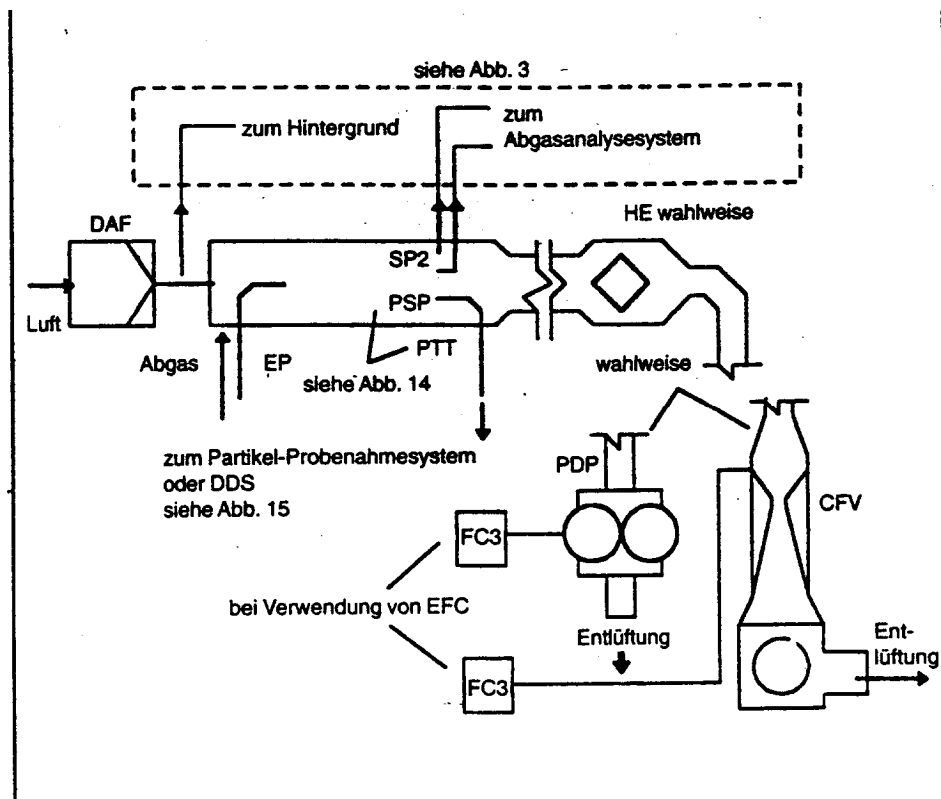 siehe Abb. 3
zum Hintergrund
zum
Abgasanalysesystem
DAF
HE wahlweise
SP2
PSP
Luft
Abgas
EP
PTT
siehe Abb. 14
wahlweise
zum Partikel-Probenahmesystem
oder DDS
siehe Abb. 15
PDP
CFV
FC3
bei Verwendung von EFC
Entlüftung
Ent-
lüftung
FC3